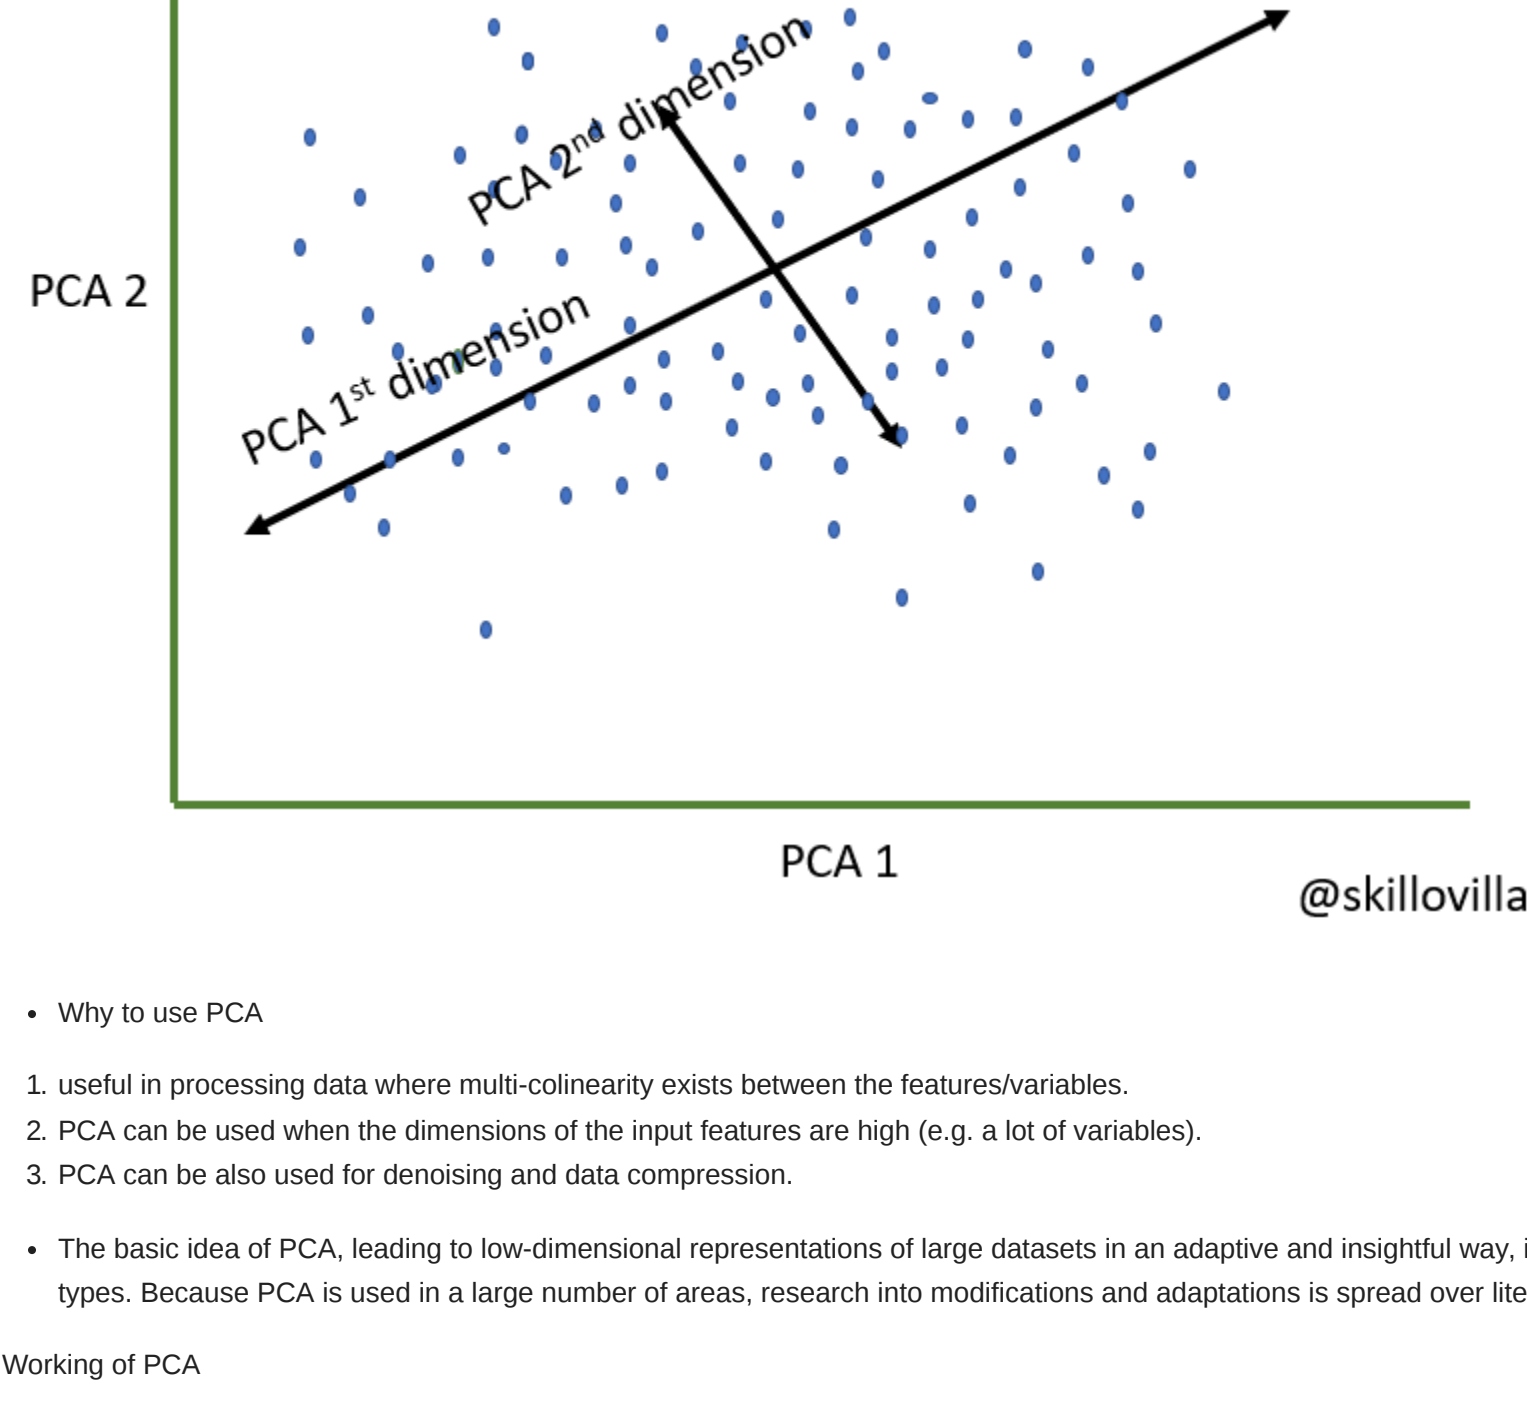 PCA 2nd dimension
PCA 2
PCA 1st dimension
PCA 1
@skillovilla
• Why to use PCA
1. useful in processing data where multi-colinearity exists between the features/variables.
2. PCA can be used when the dimensions of the input features are high (e.g. a lot of variables).
3. PCA can be also used for denoising and data compression.
• The basic idea of PCA, leading to low-dimensional representations of large datasets in an adaptive and insightful way,
types. Because PCA is used in a large number of areas, research into modifications and adaptations is spread over
Working of PCA